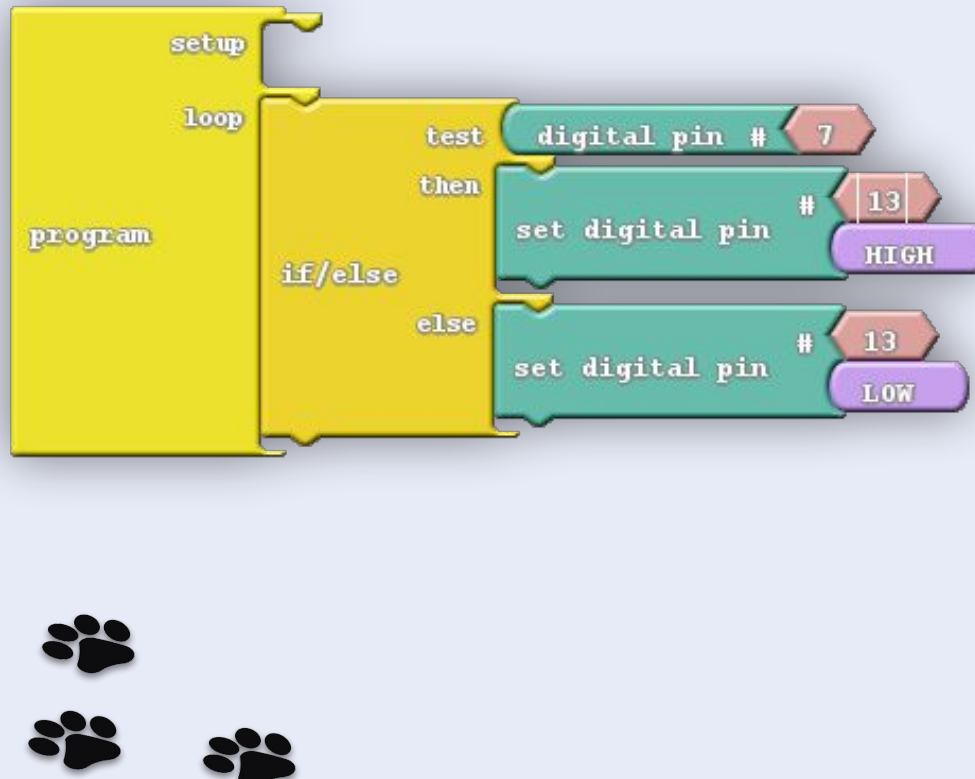 setup
loop
program
if/else
test
digital pin # 7
then
set digital pin
# 13
HIGH
else
set digital pin
# 13
LOW